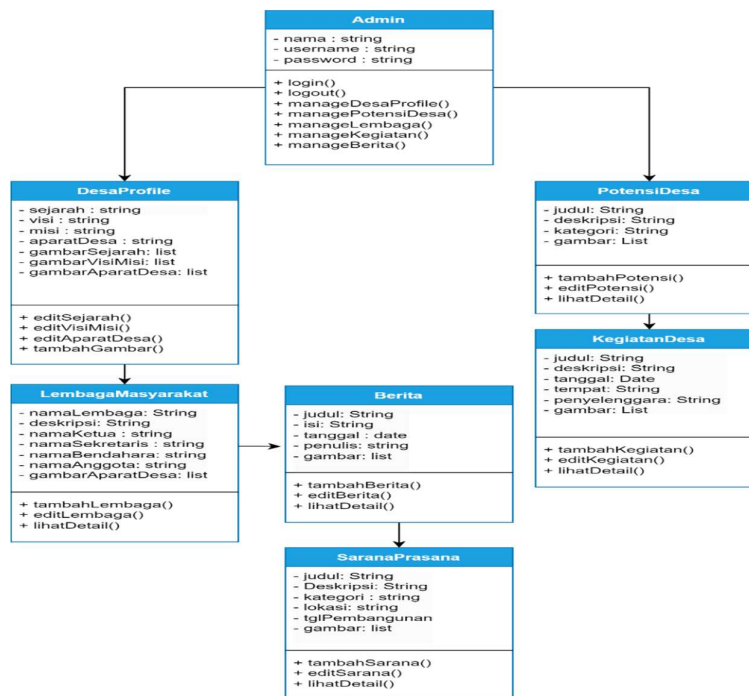 Admin
- nama : string
- username : string
- password : string
+ login()
+ logout()
+ manageDesaProfile()
+ managePotensiDesa()
+ manageLembaga()
+ manageKegiatan()
+ manageBerita()
DesaProfile
- sejarah : string
- visi : string
- misi : string
- aparatDesa : string
- gambarSejarah: list
- gambarVisiMisi: list
- gambarAparatDesa: list
+ editSejarah()
+ editVisiMisi()
+ editAparatDesa()
+ tambahGambar()
PotensiDesa
- judul: String
- deskripsi: String
- kategori: String
- gambar: List
+ tambahPotensi()
+ editPotensi()
+ lihatDetail()
KegiatanDesa
- judul: String
- deskripsi: String
- tanggal: Date
- tempat: String
- penyelenggara: String
- gambar: List
+ tambahKegiatan()
+ editKegiatan()
+ lihatDetail()
LembagaMasyarakat
- namaLembaga: String
- deskripsi: String
- namaKetua : string
- namaSekretaris : string
- namaBendahara: string
- namaAnggota: string
- gambarAparatDesa: list
+ tambahLembaga()
+ editLembaga()
+ lihatDetail()
Berita
- judul: String
- isi: String
- tanggal : date
- penulis: string
- gambar: list
+ tambahBerita()
+ editBerita()
+ lihatDetail()
SaranaPrasana
- judul: String
- Deskripsi: String
- kategori : string
- lokasi: string
- tglPembangunan
- gambar: list
+ tambahSarana()
+ editSarana()
+ lihatDetail()